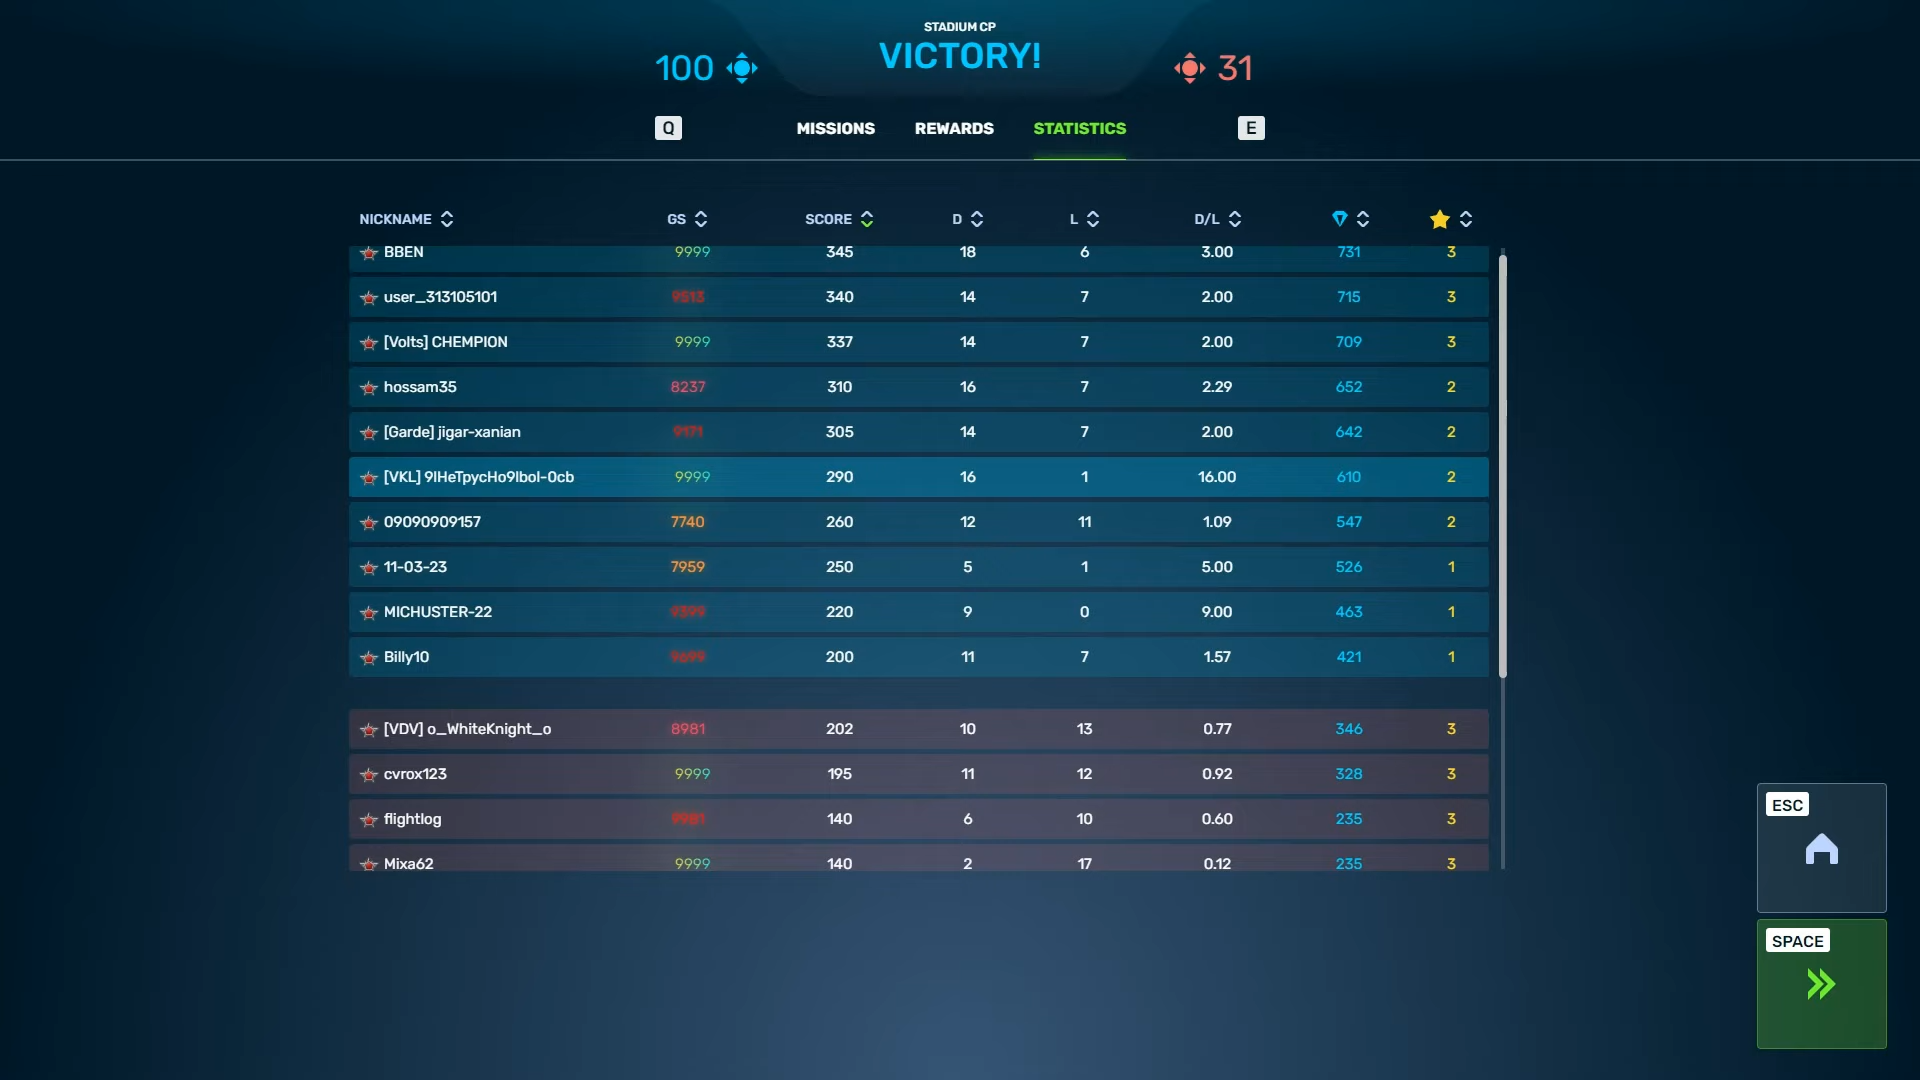 STADIUM CP
100 VICTORY! 31
Q MISSIONS REWARDS STATISTICS E
NICKNAME GS SCORE D L D/L
BBEN 9999 345 18 6 3.00 731 3
user_313105101 9513 340 14 7 2.00 715 3
[Volts] CHEMPION 9999 337 14 7 2.00 709 3
hossam35 8237 310 16 7 2.29 652 2
[Garde] jigar-xanian 9171 305 14 7 2.00 642 2
[VKL] 9IHeTpycHo9Ibol-0cb 9999 290 16 1 16.00 610 2
09090909157 7740 260 12 11 1.09 547 2
11-03-23 7959 250 5 1 5.00 526 1
MICHUSTER-22 9399 220 9 0 9.00 463 1
Billy10 9699 200 11 7 1.57 421 1
[VDV] o_WhiteKnight_o 8981 202 10 13 0.77 346 3
cvrox123 9999 195 11 12 0.92 328 3
flightlog 9981 140 6 10 0.60 235 3
Mixa62 9999 140 2 17 0.12 235 3
ESC
SPACE